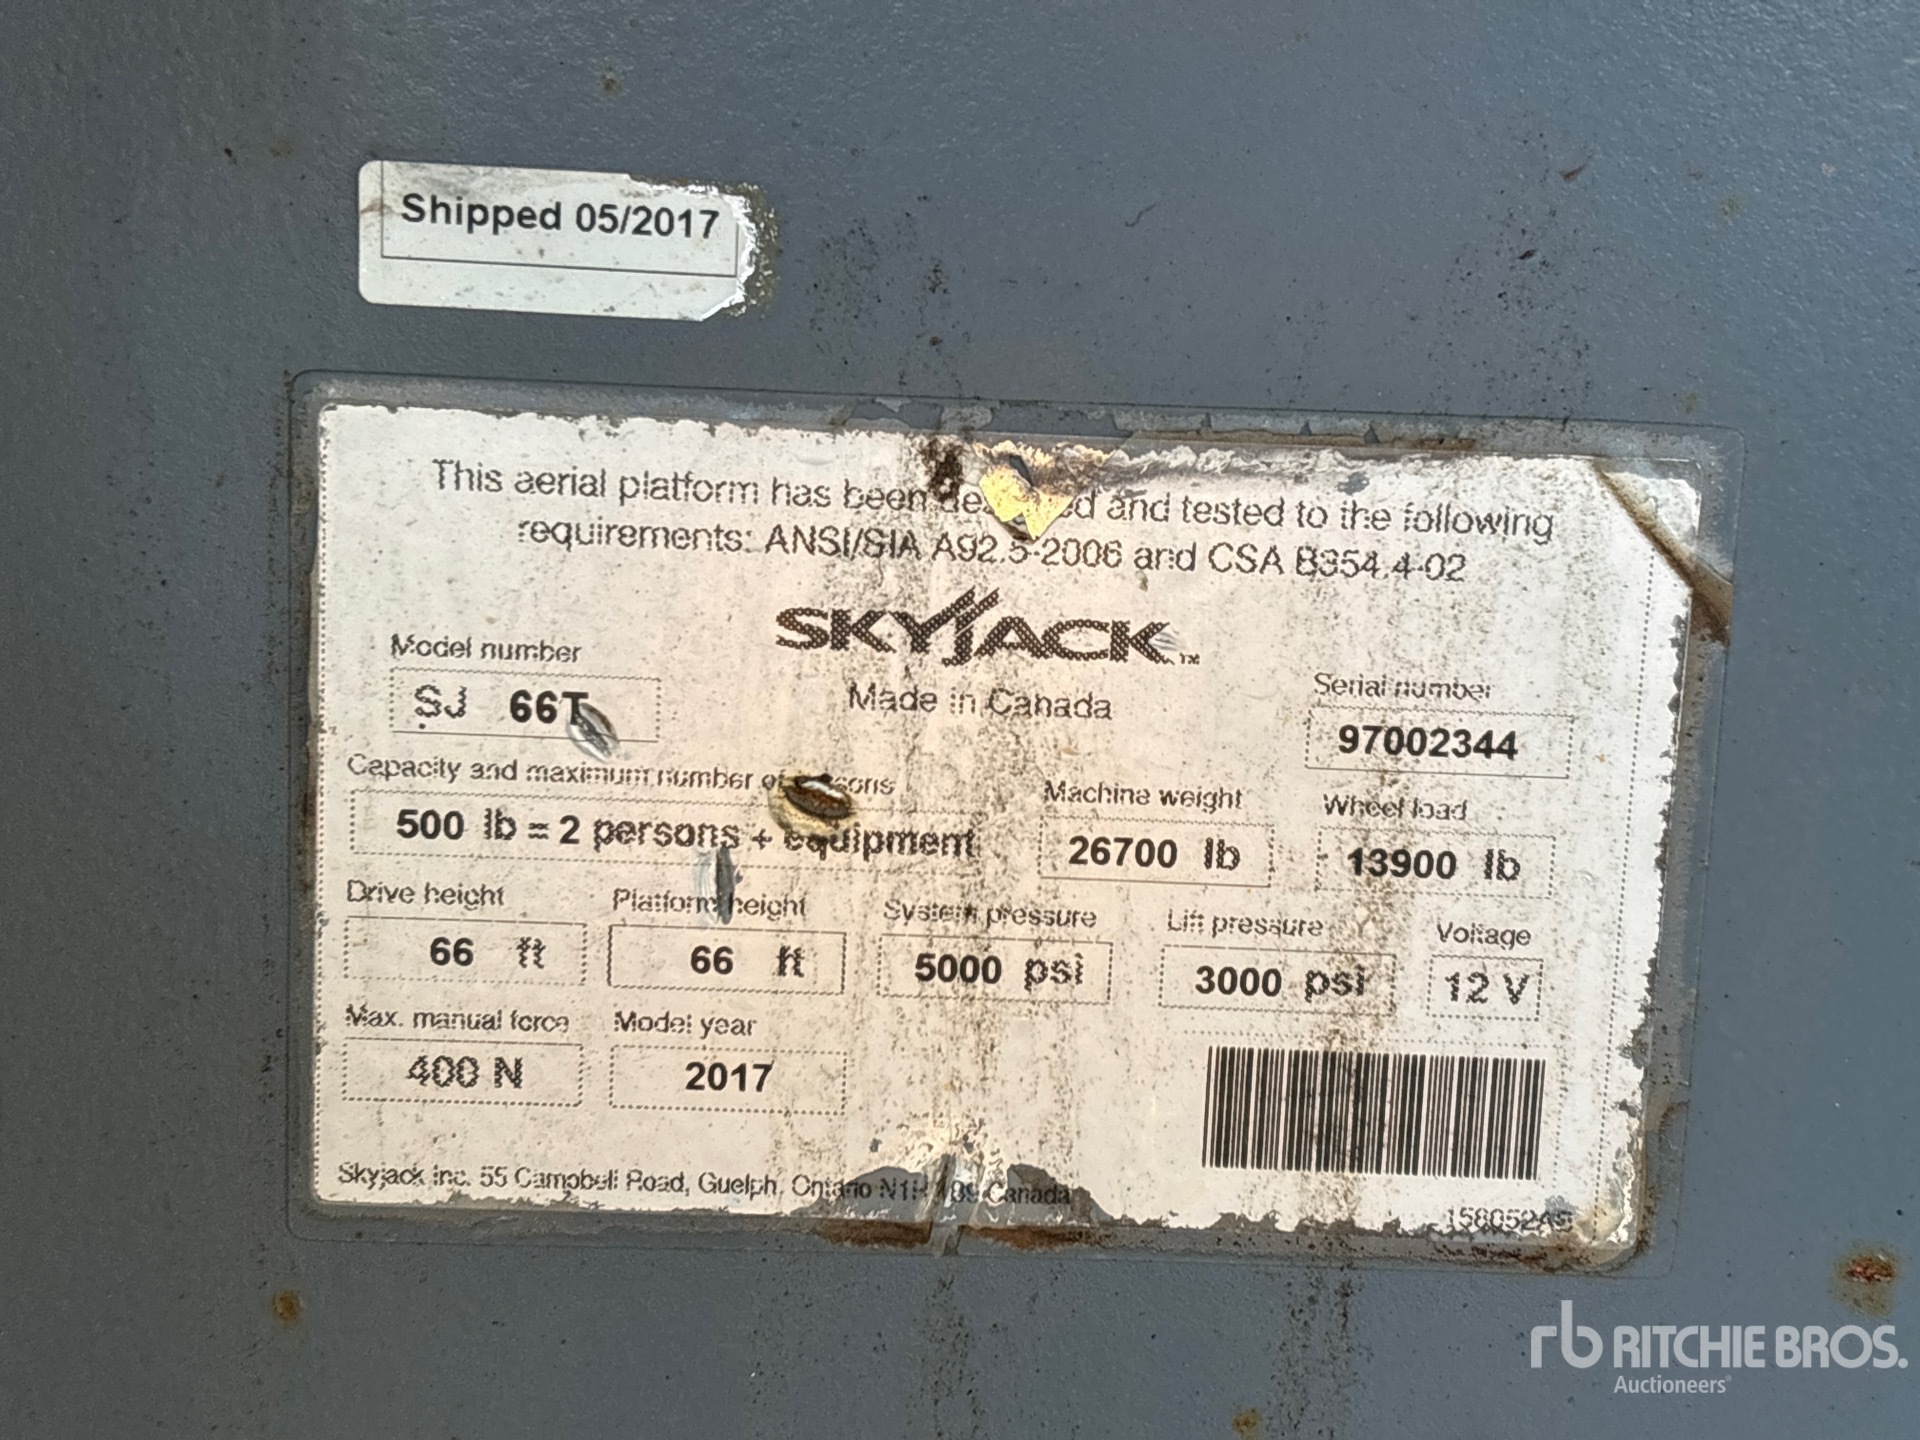 Shipped 05/2017
This aerial platform has been and tested to the following
requirements: ANSI/SIA A92.5-2006 and CSA B354.4-02
SKYJACK™
Made in Canada
Model number
SJ 66T
Serial number
97002344
Capacity and maximum number of
500 lb = 2 persons + equipment
Machine weight
26700 lb
Wheel load
13900 lb
Drive height
66 ft
Platform height
66 ft
System pressure
5000 psi
Lift pressure
3000 psi
Voltage
12 V
Max. manual force
400 N
Model year
2017
Skyjack Inc. 55 Campbell Road, Guelph, Ontario Canada
rb RITCHIE BROS.
Auctioneers